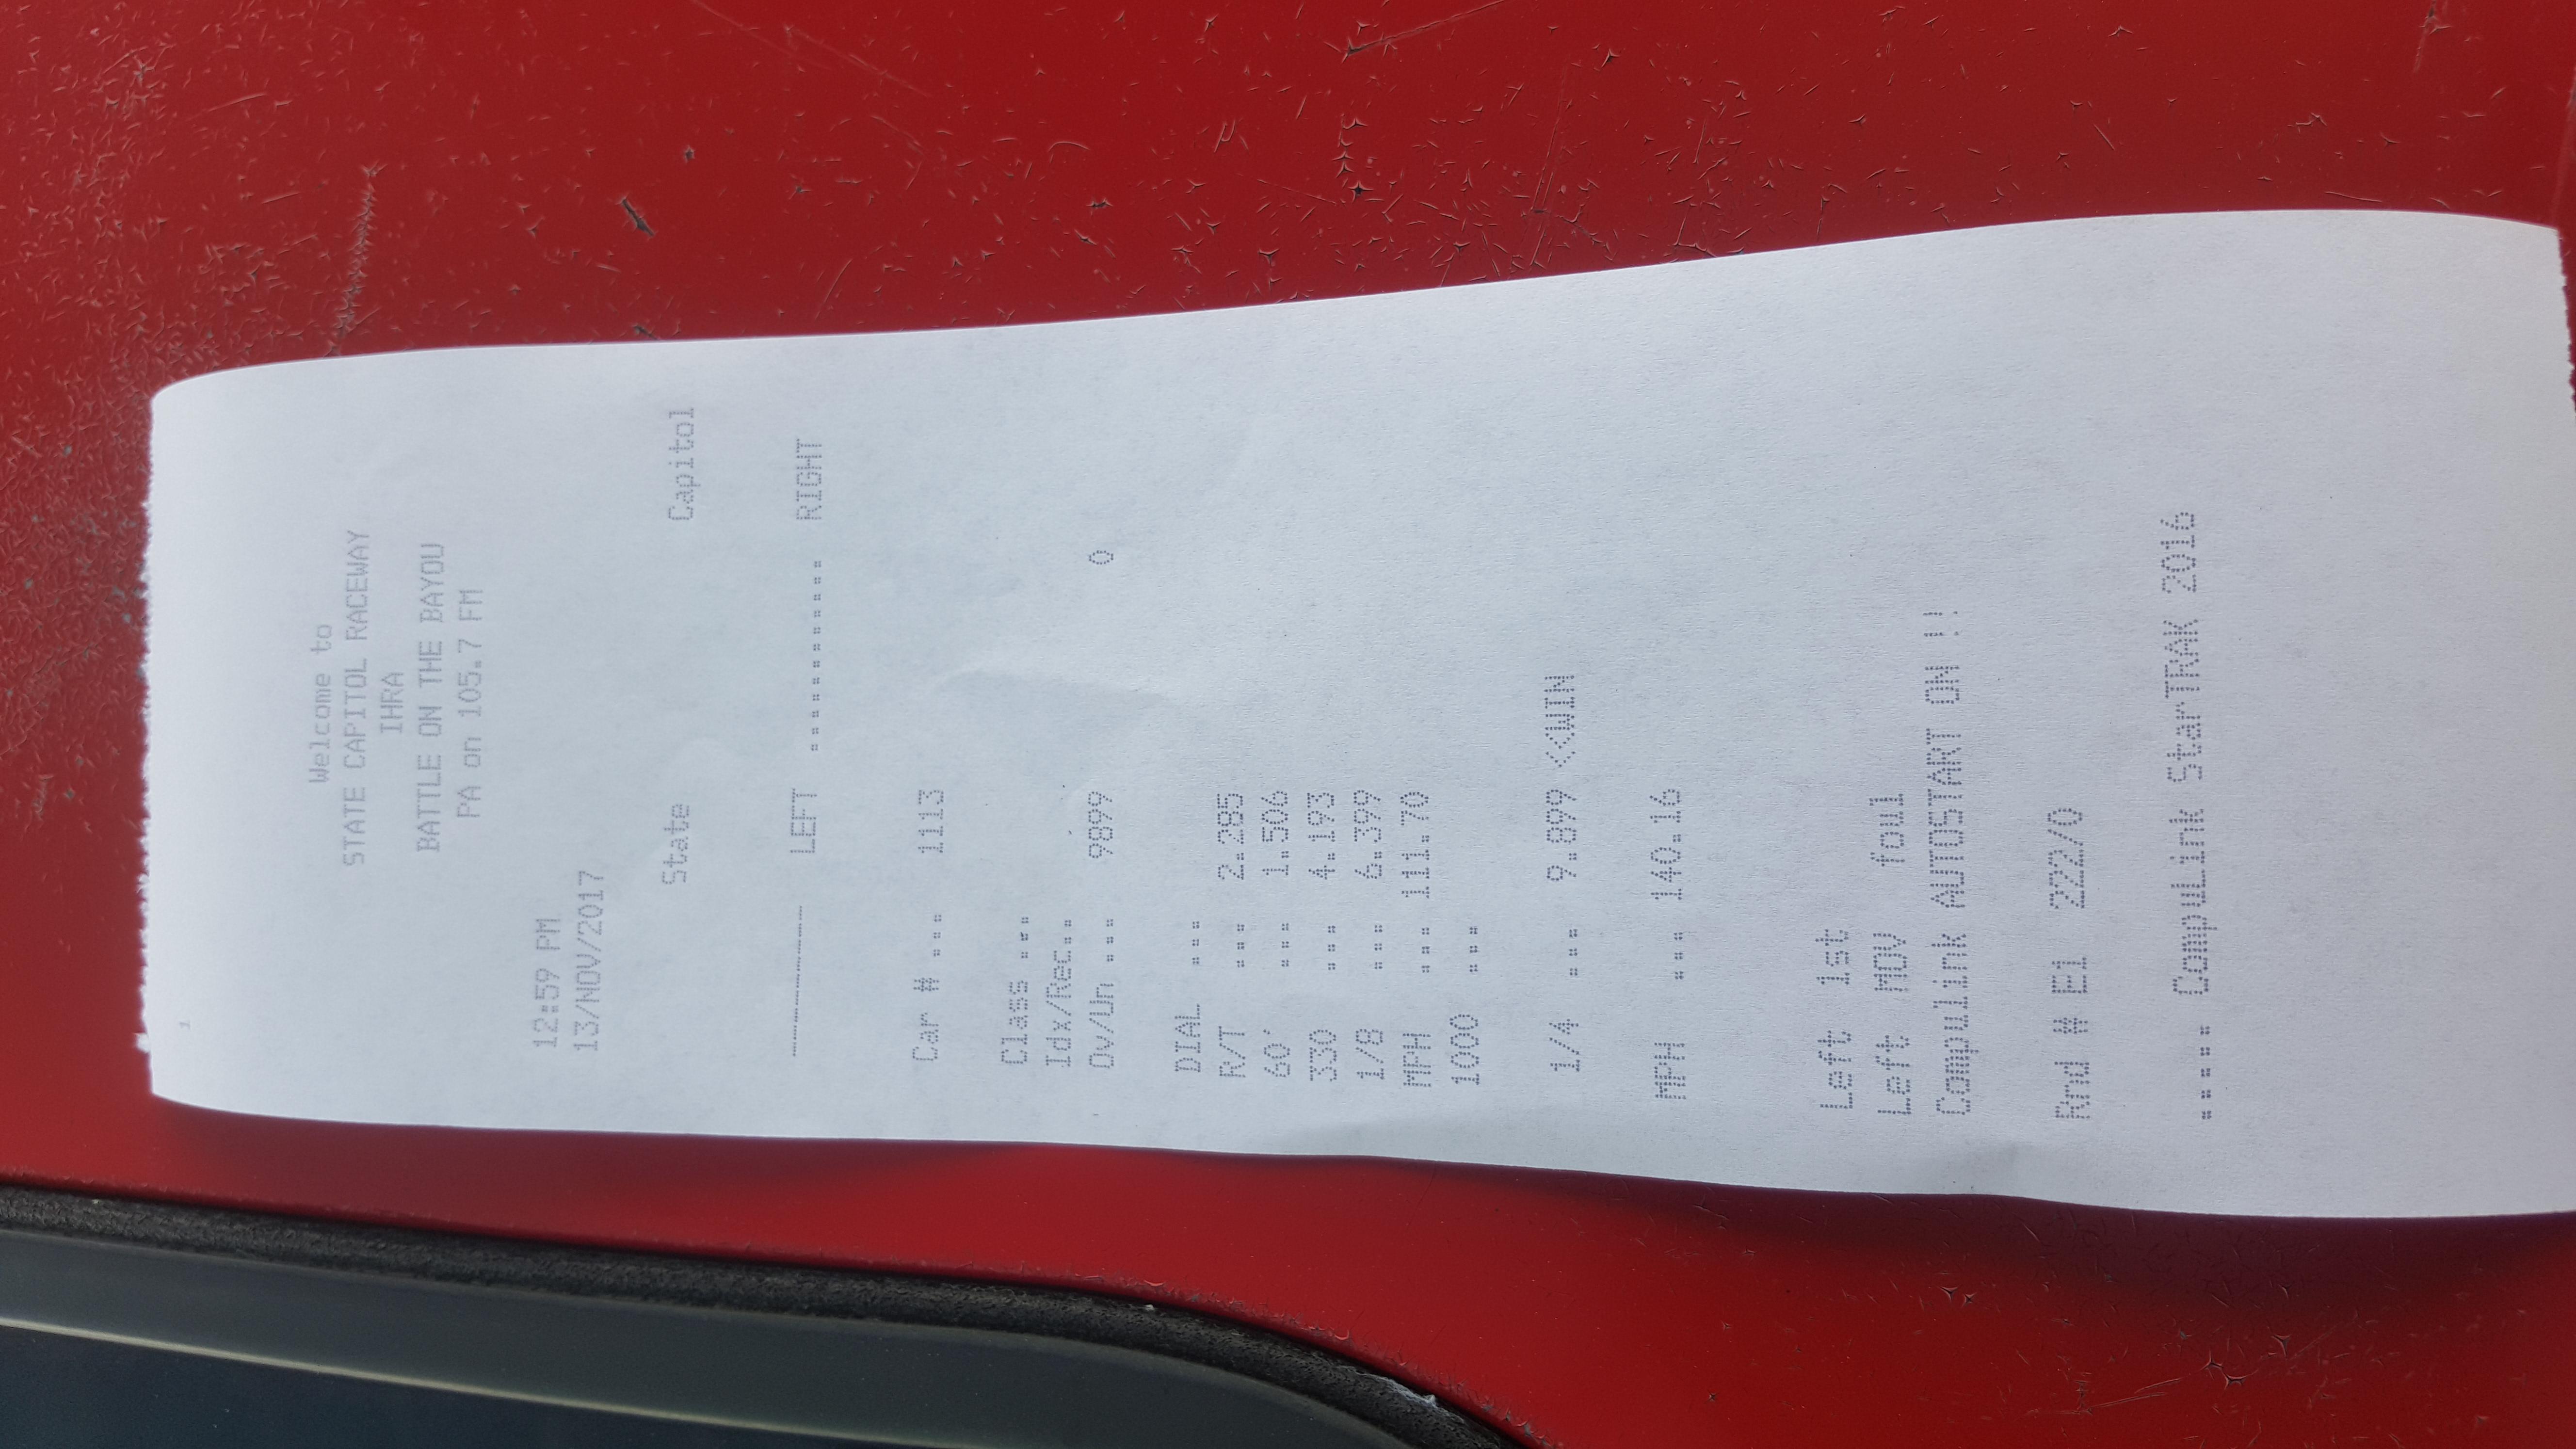 1
Welcome to
STATE CAPITOL RACEWAY
IHRA
BATTLE ON THE BAYOU
PA on 105.7 FM
12:59 PM
13/NOV/2017
State Capitol
------------ LEFT :::::::::::: RIGHT
Car # ::: 1113
Class :::
Idx/Rec::
Ov/Un ::: 9899 0
DIAL :::
R/T ::: 2.285
60' ::: 1.506
330 ::: 4.193
1/8 ::: 6.399
MPH ::: 111.70
1000 :::
1/4 ::: 9.899 <<WIN
MPH ::: 140.16
Left 1st
Left MOV foul
Compulink AUTOSTART ON !!
Rnd # E1 222/0
:::: CompuLink StarTRAK 2016